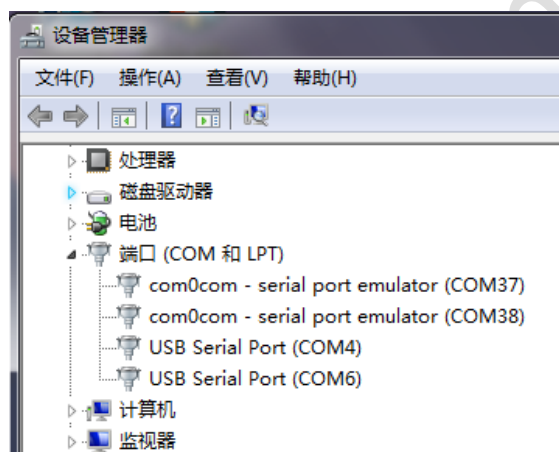 设备管理器
文件(F) 操作(A) 查看(V) 帮助(H)
处理器
磁盘驱动器
电池
端口 (COM 和 LPT)
com0com - serial port emulator (COM37)
com0com - serial port emulator (COM38)
USB Serial Port (COM4)
USB Serial Port (COM6)
计算机
监视器